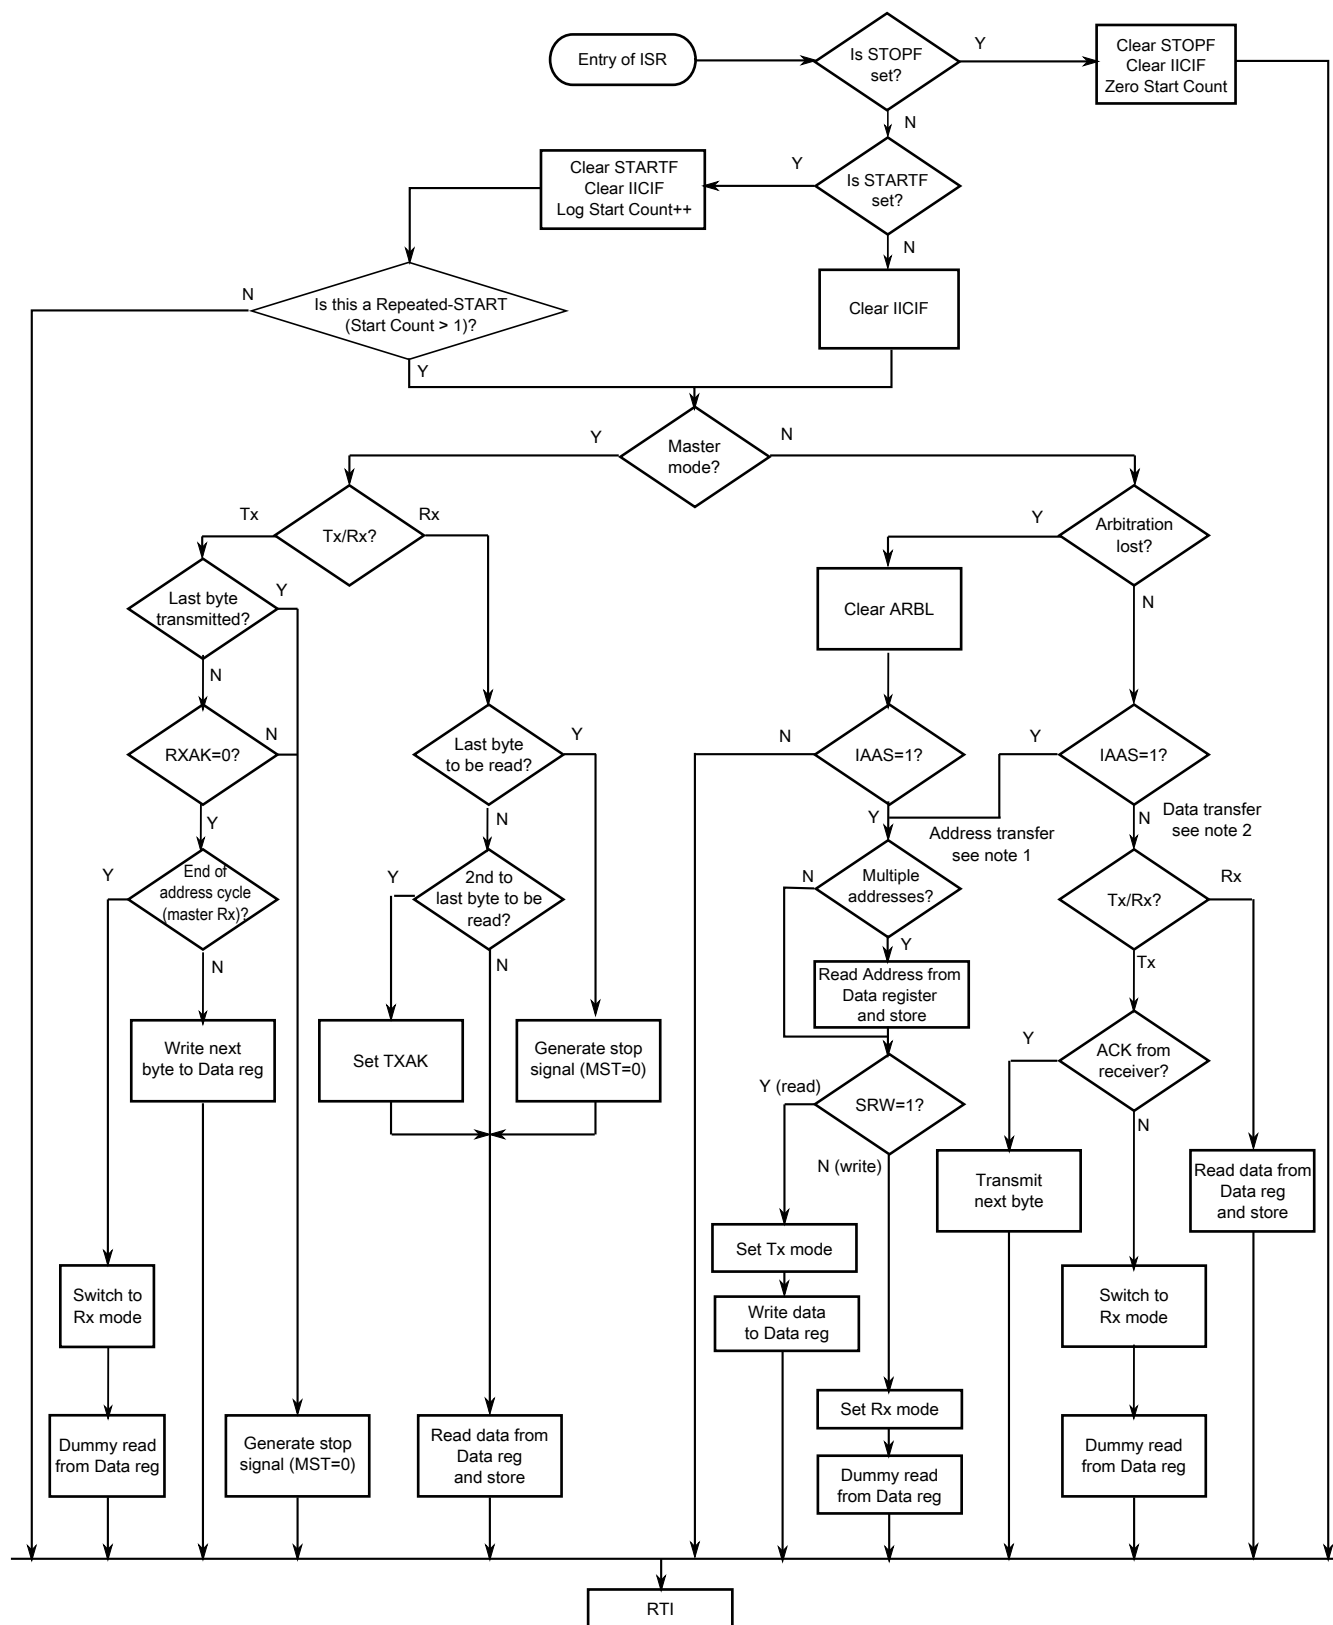 Entry of ISR
Is STOPF
set?
Y
Clear STOPF
Clear IICIF
Zero Start Count
N
Clear STARTF
Clear IICIF
Log Start Count++
Y
Is STARTF
set?
N
N
Is this a Repeated-START
(Start Count > 1)?
Clear IICIF
Y
Y
Master
mode?
N
Tx
Tx/Rx?
Rx
Y
Arbitration
lost?
Last byte
transmitted?
Y
Clear ARBL
N
N
RXAK=0?
N
Last byte
to be read?
Y
N
IAAS=1?
Y
IAAS=1?
Y
N
Y
Address transfer
see note 1
N
Data transfer
see note 2
Y
End of
address cycle
(master Rx)?
Y
2nd to
last byte to be
read?
N
Multiple
addresses?
Tx/Rx?
Rx
N
N
Y
Tx
Read Address from
Data register
and store
Write next
byte to Data reg
Set TXAK
Generate stop
signal (MST=0)
Y
ACK from
receiver?
Y (read)
SRW=1?
N
N (write)
Transmit
next byte
Read data from
Data reg
and store
Set Tx mode
Switch to
Rx mode
Write data
to Data reg
Switch to
Rx mode
Set Rx mode
Dummy read
from Data reg
Generate stop
signal (MST=0)
Read data from
Data reg
and store
Dummy read
from Data reg
Dummy read
from Data reg
RTI